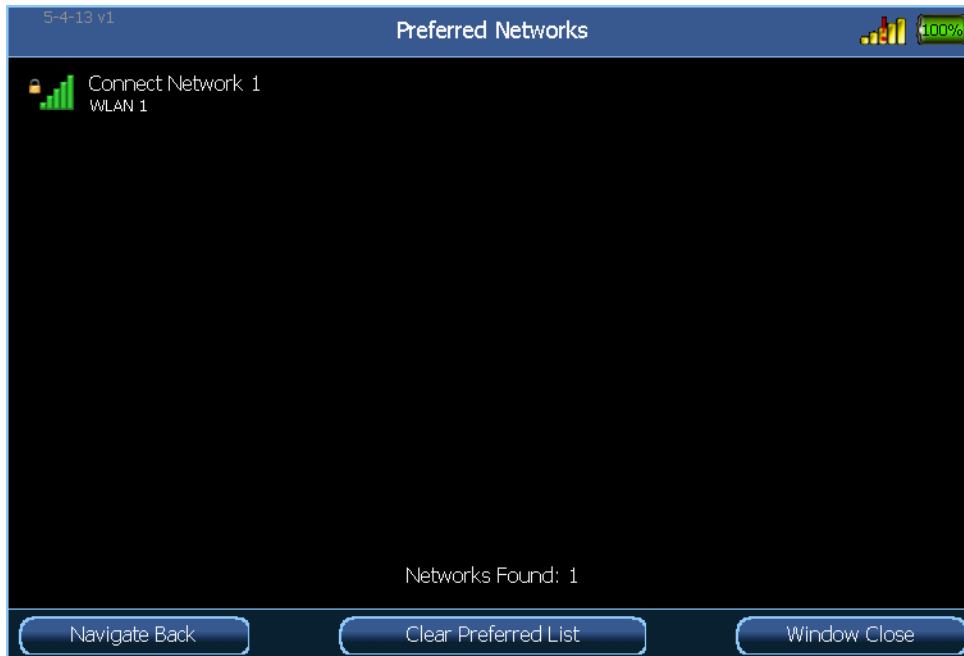 5-4-13 v1
Preferred Networks
100%
Connect Network 1
WLAN 1
Networks Found: 1
Navigate Back
Clear Preferred List
Window Close